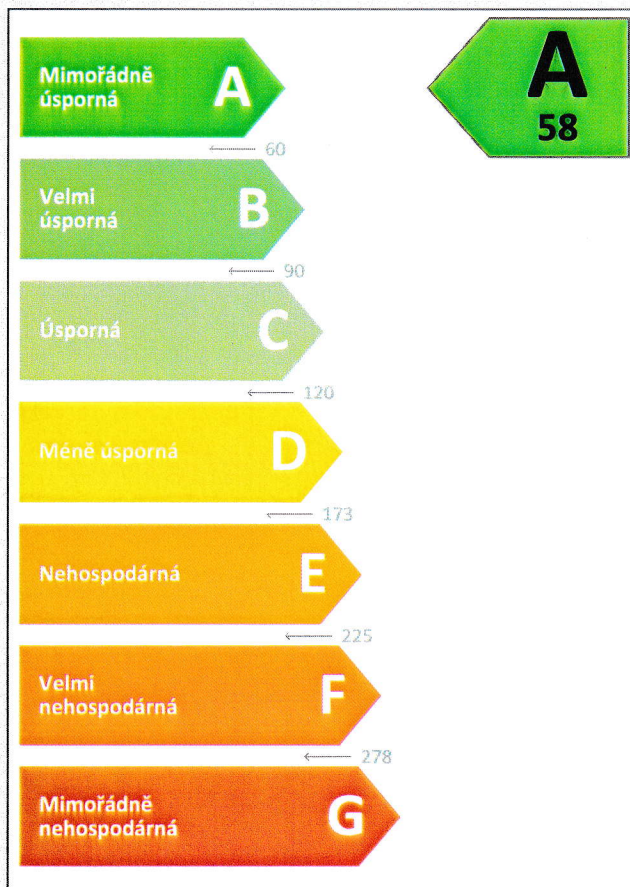 A
58
Mimořádně
úsporná
A
60
Velmi
úsporná
B
90
Úsporná
C
120
Méně úsporná
D
173
Nehospodárná
E
225
Velmi
nehospodárná
F
278
Mimořádně
nehospodárná
G